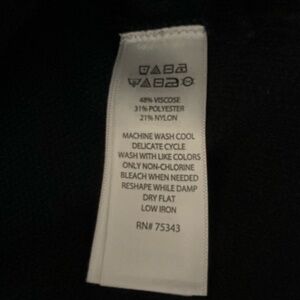 48% VISCOSE
31% POLYESTER
21% NYLON
MACHINE WASH COOL
DELICATE CYCLE
WASH WITH LIKE COLORS
ONLY NON-CHLORINE
BLEACH WHEN NEEDED
RESHAPE WHILE DAMP
DRY FLAT
LOW IRON
RN# 75343